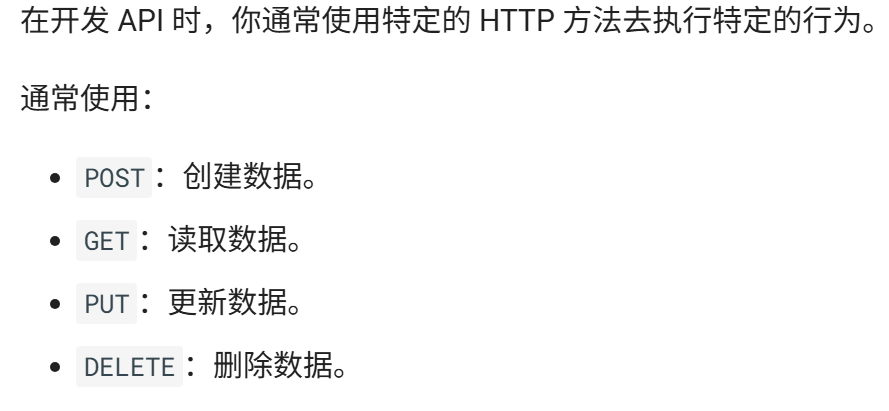 在开发 API 时，你通常使用特定的 HTTP 方法去执行特定的行为。
通常使用：
• POST：创建数据。
• GET：读取数据。
• PUT：更新数据。
• DELETE：删除数据。